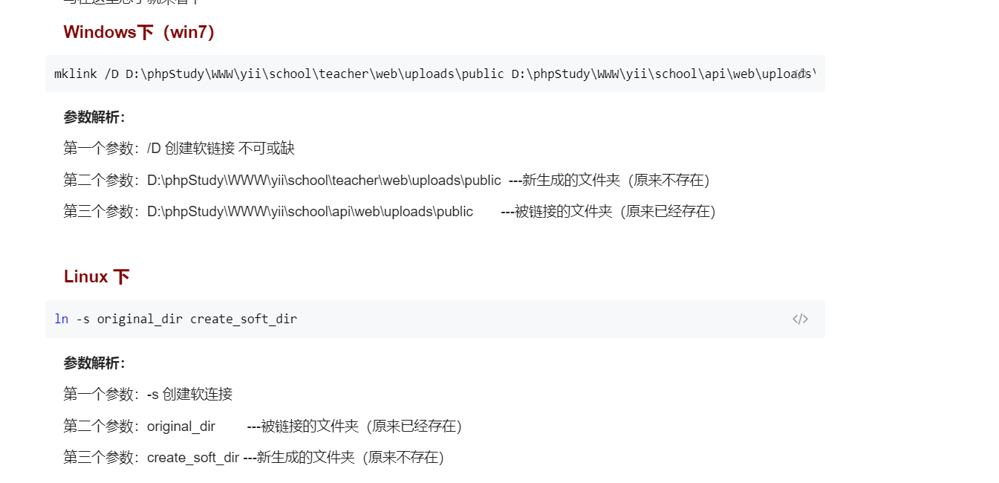 Windows下（win7）
mklink /D D:\phpStudy\WWW\yii\school\teacher\web\uploads\public D:\phpStudy\WWW\yii\school\api\web\uploads\
参数解析：
第一个参数：/D 创建软链接 不可或缺
第二个参数：D:\phpStudy\WWW\yii\school\teacher\web\uploads\public ---新生成的文件夹（原来不存在）
第三个参数：D:\phpStudy\WWW\yii\school\api\web\uploads\public ---被链接的文件夹（原来已经存在）
Linux 下
ln -s original_dir create_soft_dir
参数解析：
第一个参数：-s 创建软连接
第二个参数：original_dir ---被链接的文件夹（原来已经存在）
第三个参数：create_soft_dir ---新生成的文件夹（原来不存在）